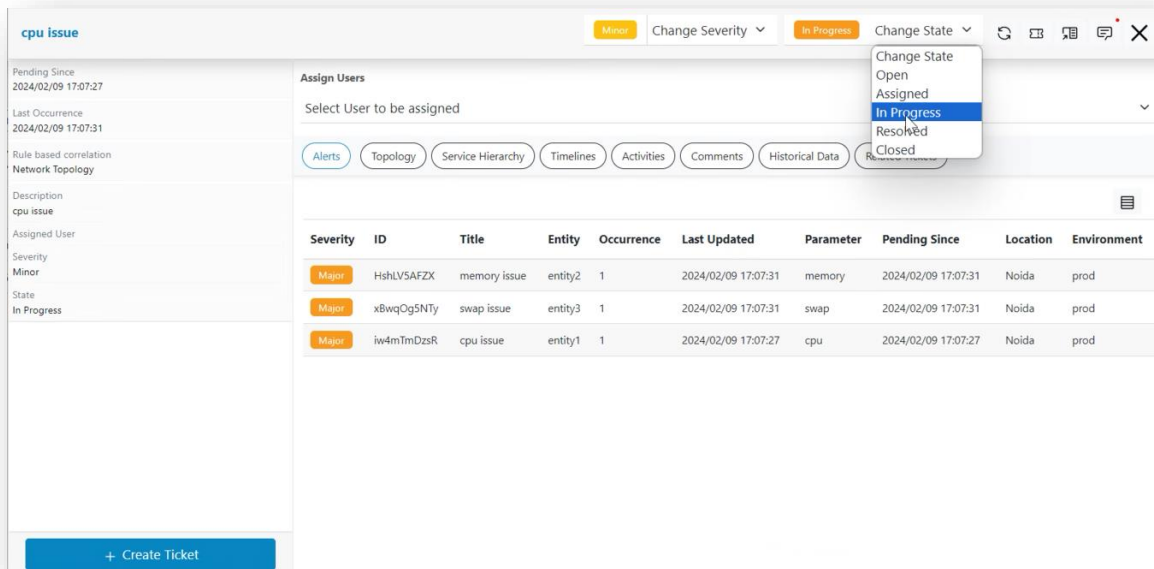 cpu issue
Minor Change Severity In Progress Change State
Change State
Open
Assigned
In Progress
Resolved
Closed
Pending Since
2024/02/09 17:07:27
Last Occurrence
2024/02/09 17:07:31
Rule based correlation
Network Topology
Description
cpu issue
Assigned User
Severity
Minor
State
In Progress
+ Create Ticket
Assign Users
Select User to be assigned
Alerts Topology Service Hierarchy Timelines Activities Comments Historical Data Related Tickets
Severity ID Title Entity Occurrence Last Updated Parameter Pending Since Location Environment
Major HshLV5AFZX memory issue entity2 1 2024/02/09 17:07:31 memory 2024/02/09 17:07:31 Noida prod
Major xBwqOg5NTy swap issue entity3 1 2024/02/09 17:07:31 swap 2024/02/09 17:07:31 Noida prod
Major iw4mTmDzsR cpu issue entity1 1 2024/02/09 17:07:27 cpu 2024/02/09 17:07:27 Noida prod